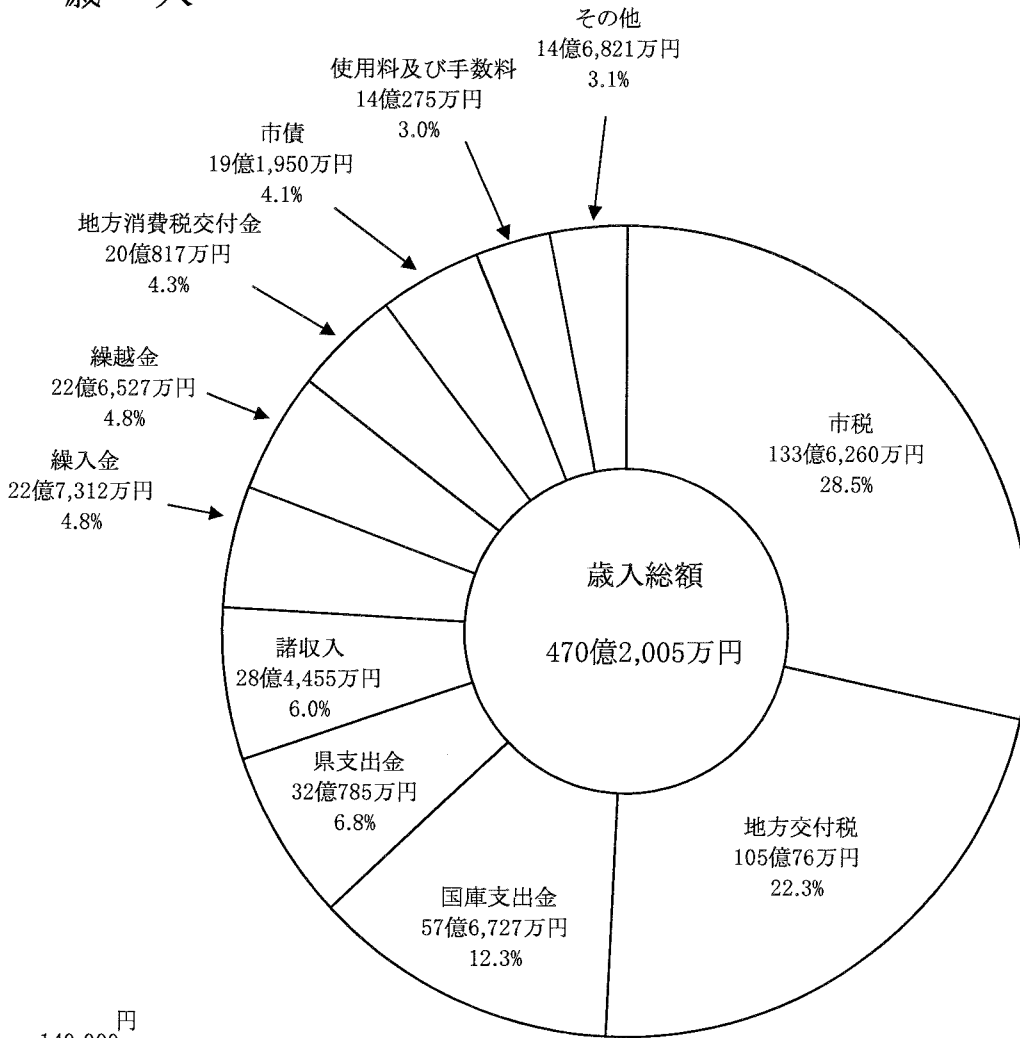 歳 入
その他
14億6,821万円
3.1%
使用料及び手数料
14億275万円
3.0%
市債
19億1,950万円
4.1%
地方消費税交付金
20億817万円
4.3%
繰越金
22億6,527万円
4.8%
繰入金
22億7,312万円
4.8%
諸収入
28億4,455万円
6.0%
県支出金
32億785万円
6.8%
国庫支出金
57億6,727万円
12.3%
地方交付税
105億76万円
22.3%
市税
133億6,260万円
28.5%
歳入総額
470億2,005万円
円
140,000